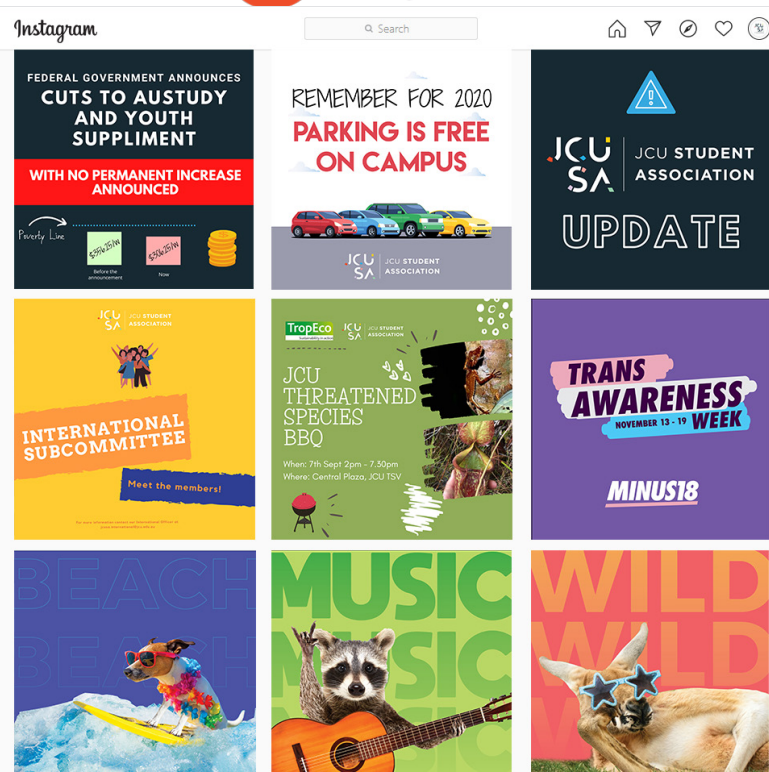 Instagram
Search
FEDERAL GOVERNMENT ANNOUNCES
CUTS TO AUSTUDY
AND YOUTH
SUPPLIMENT
WITH NO PERMANENT INCREASE
ANNOUNCED
Poverty Line
Before the
announcement
Now
REMEMBER FOR 2020
PARKING IS FREE
ON CAMPUS
JCU
SA
JCU STUDENT
ASSOCIATION
JCU
SA
JCU STUDENT
ASSOCIATION
UPDATE
JCU
SA
JCU STUDENT
ASSOCIATION
INTERNATIONAL
SUBCOMMITTEE
Meet the members!
TropEco
JCU
SA
JCU STUDENT
ASSOCIATION
JCU
THREATENED
SPECIES
BBQ
When: 7th Sept 2pm - 7.30pm
Where: Central Plaza, JCU TSV
TRANS
AWARENESS
NOVEMBER 13 - 19 WEEK
MINUS18
BEACH
BEACH
MUSIC
MUSIC
MUSIC
WILD
WILD
WILD